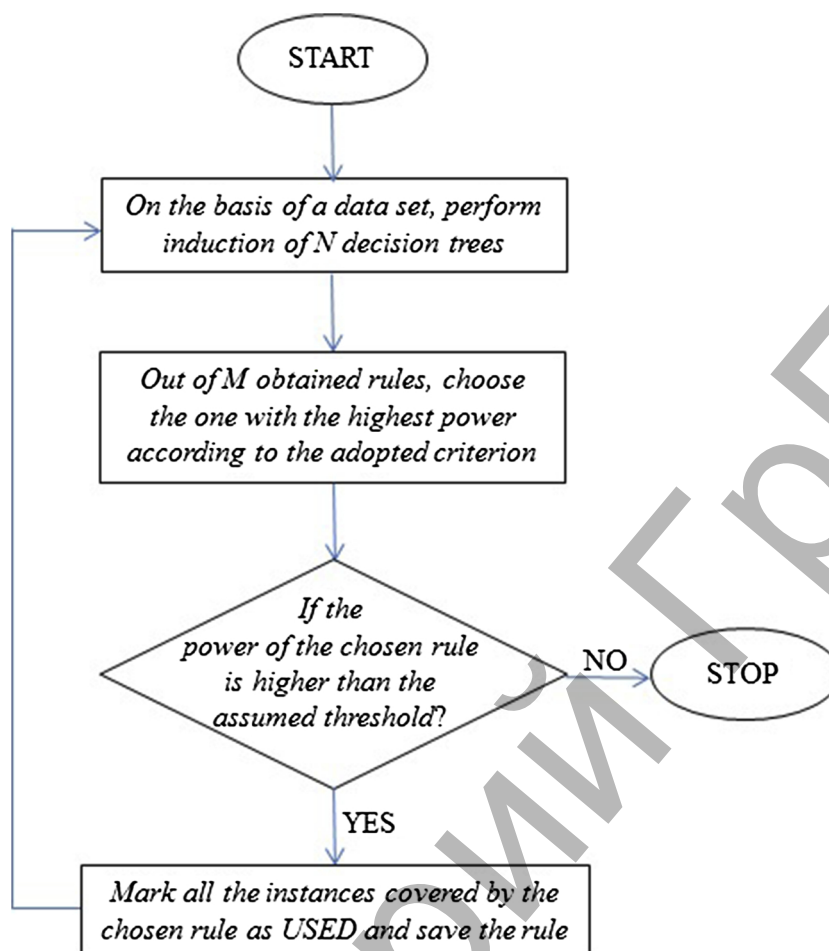 START
On the basis of a data set, perform
induction of N decision trees
Out of M obtained rules, choose
the one with the highest power
according to the adopted criterion
If the
power of the chosen rule
is higher than the
assumed threshold?
NO
STOP
YES
Mark all the instances covered by the
chosen rule as USED and save the rule